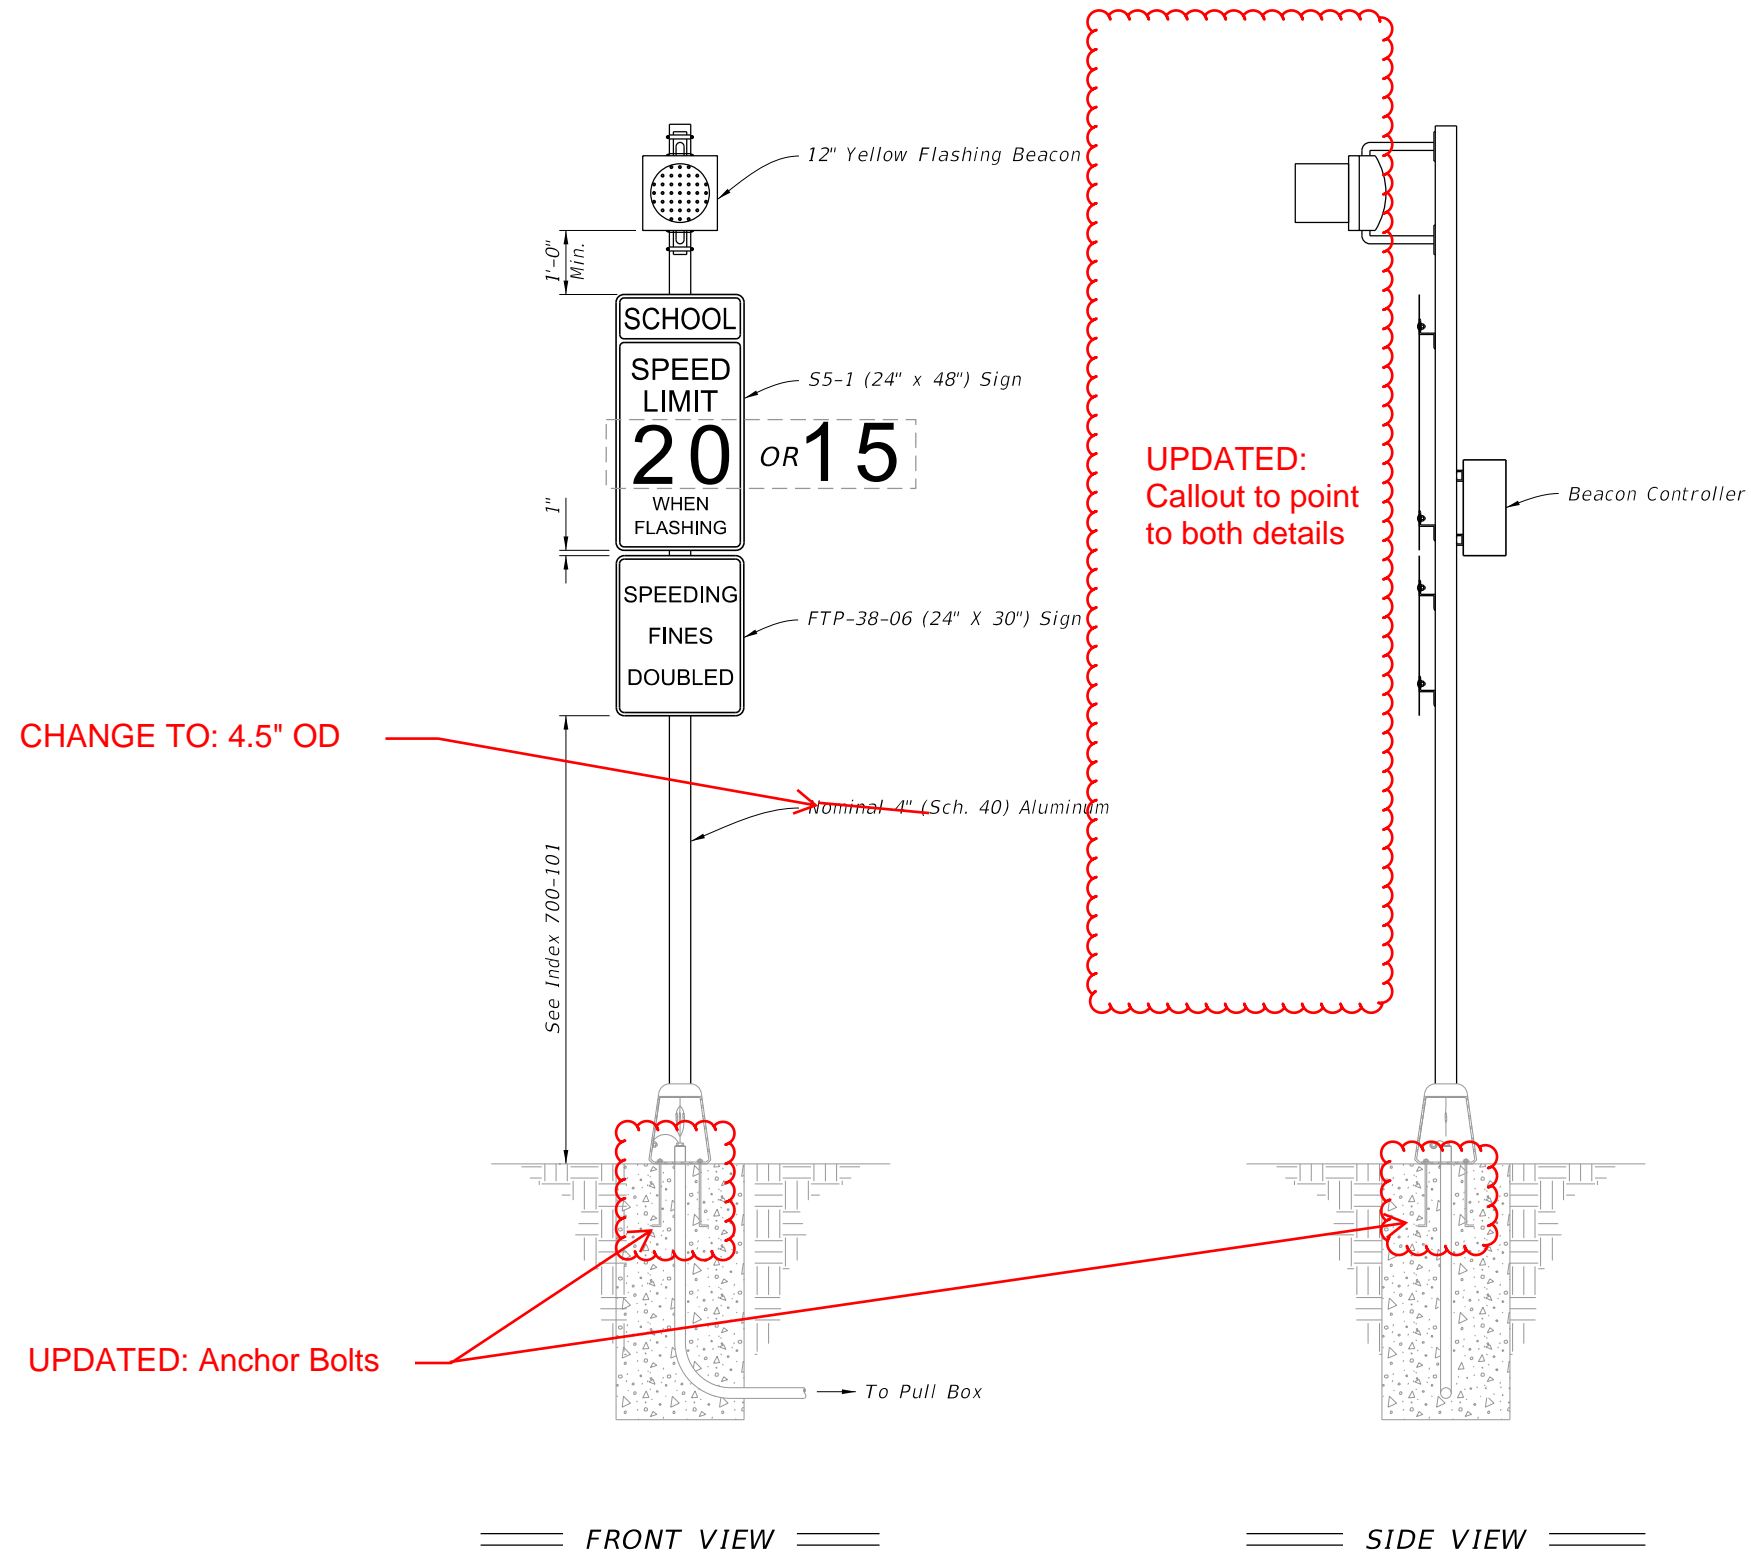 12" Yellow Flashing Beacon
1'-0"
Min.
SCHOOL
SPEED
LIMIT
20 OR 15
WHEN
FLASHING
S5-1 (24" x 48") Sign
1"
SPEEDING
FINES
DOUBLED
FTP-38-06 (24" X 30") Sign
UPDATED:
Callout to point
to both details
Beacon Controller
CHANGE TO: 4.5" OD
Nominal 4" (Sch. 40) Aluminum
See Index 700-101
UPDATED: Anchor Bolts
To Pull Box
FRONT VIEW
SIDE VIEW